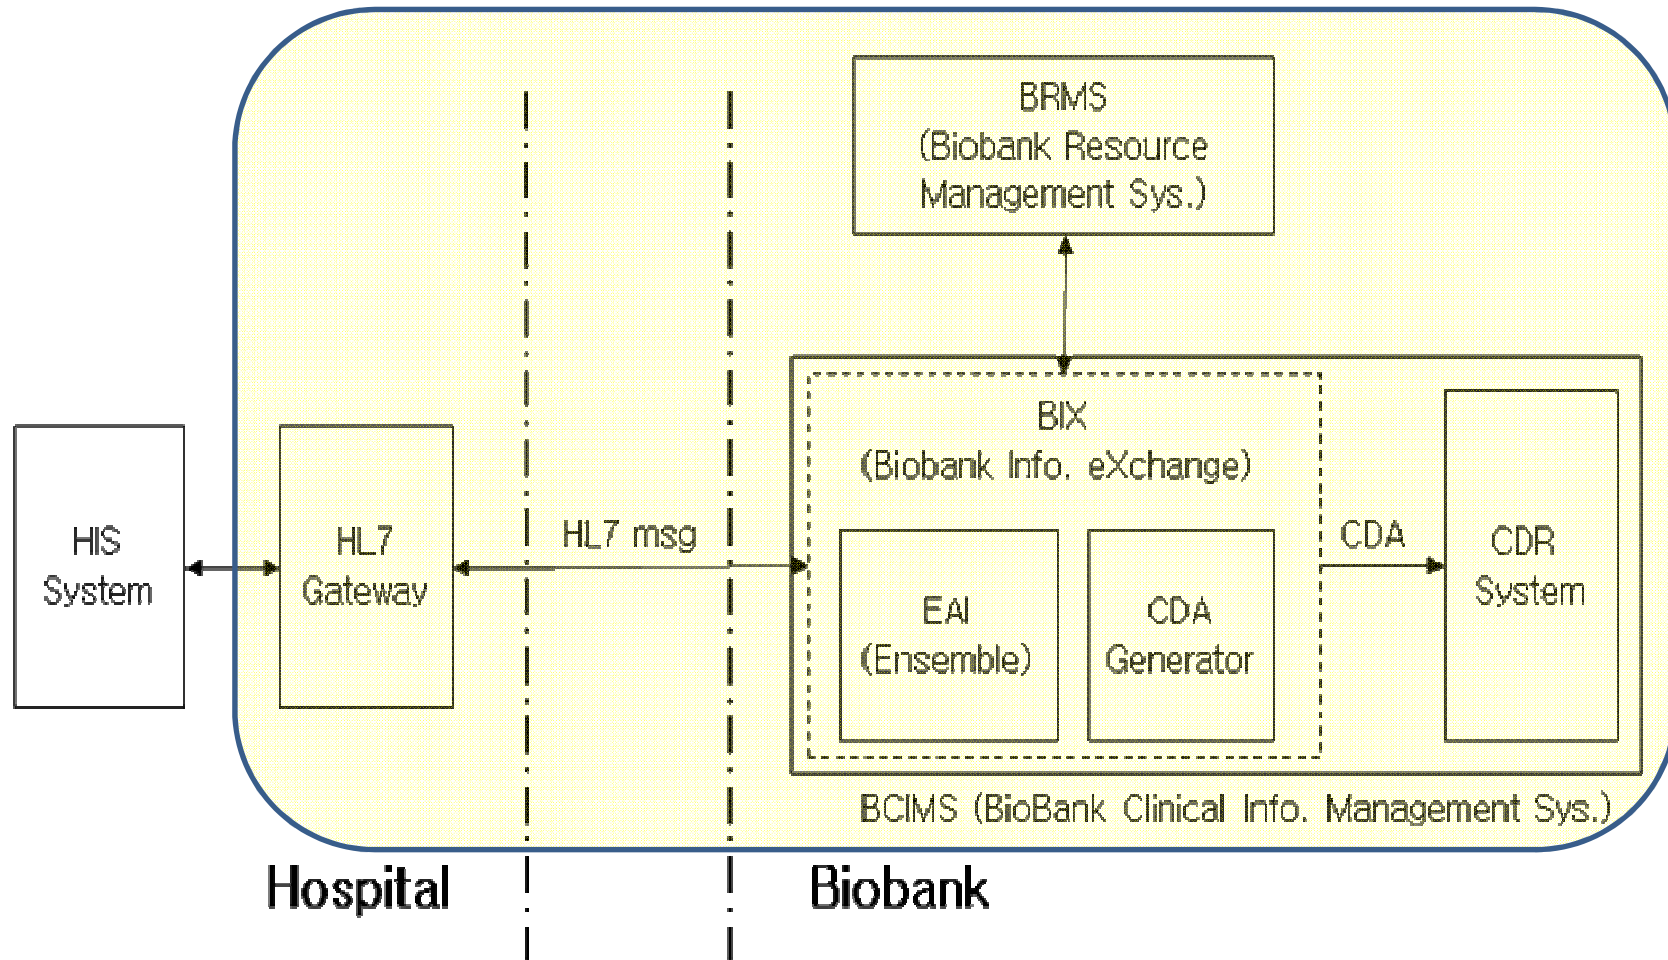 BRMS
(Biobank Resource
Management Sys.)
BIX
(Biobank Info. eXchange)
HIS
System
HL7
Gateway
HL7 msg
EAI
(Ensemble)
CDA
Generator
CDA
CDR
System
BCIMS (BioBank Clinical Info. Management Sys.)
Hospital
Biobank